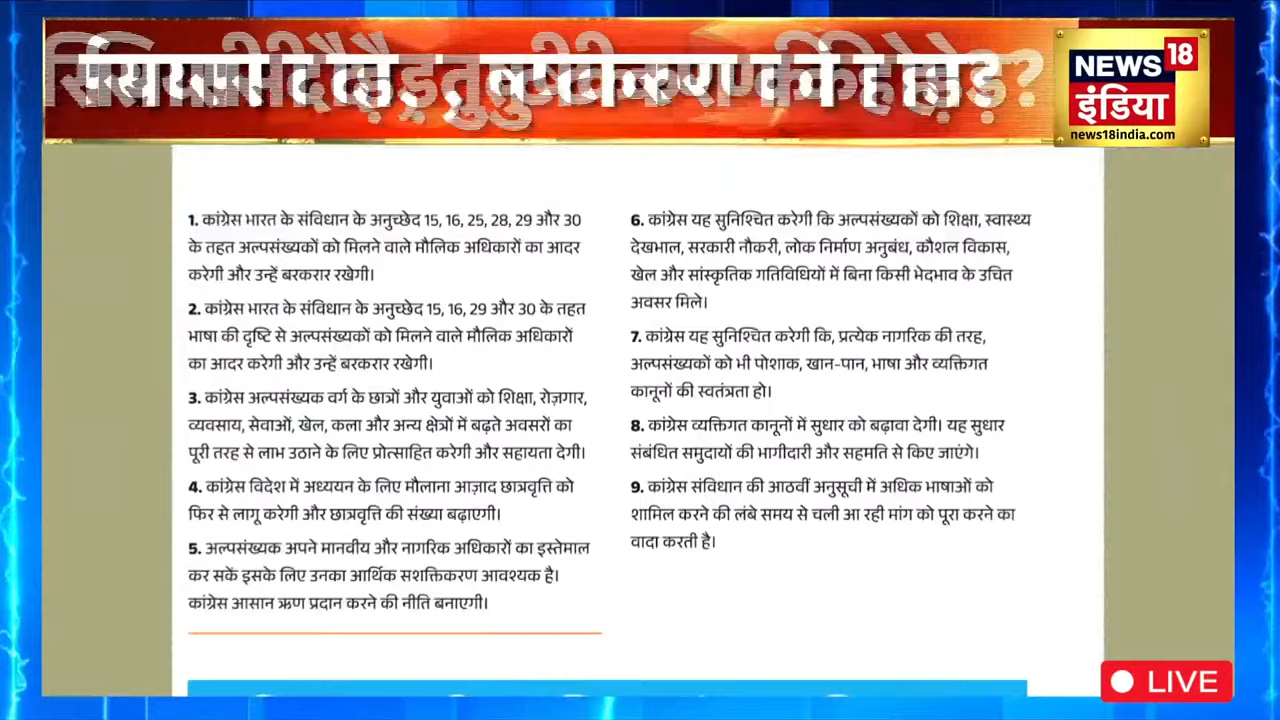 NEWS 18
इंडिया
news18india.com
1. कांग्रेस भारत के संविधान के अनुच्छेद 15, 16, 25, 28, 29 और 30
के तहत अल्पसंख्यकों को मिलने वाले मौलिक अधिकारों का आदर
करेगी और उन्हें बरकरार रखेगी।
2. कांग्रेस भारत के संविधान के अनुच्छेद 15, 16, 29 और 30 के तहत
भाषा की दृष्टि से अल्पसंख्यकों को मिलने वाले मौलिक अधिकारों
का आदर करेगी और उन्हें बरकरार रखेगी।
3. कांग्रेस अल्पसंख्यक वर्ग के छात्रों और युवाओं को शिक्षा, रोज़गार,
व्यवसाय, सेवाओं, खेल, कला और अन्य क्षेत्रों में बढ़ते अवसरों का
पूरी तरह से लाभ उठाने के लिए प्रोत्साहित करेगी और सहायता देगी।
4. कांग्रेस विदेश में अध्ययन के लिए मौलाना आज़ाद छात्रवृत्ति को
फिर से लागू करेगी और छात्रवृत्ति की संख्या बढ़ाएगी।
5. अल्पसंख्यक अपने मानवीय और नागरिक अधिकारों का इस्तेमाल
कर सकें इसके लिए उनका आर्थिक सशक्तिकरण आवश्यक है।
कांग्रेस आसान ऋण प्रदान करने की नीति बनाएगी।
6. कांग्रेस यह सुनिश्चित करेगी कि अल्पसंख्यकों को शिक्षा, स्वास्थ्य
देखभाल, सरकारी नौकरी, लोक निर्माण अनुबंध, कौशल विकास,
खेल और सांस्कृतिक गतिविधियों में बिना किसी भेदभाव के उचित
अवसर मिले।
7. कांग्रेस यह सुनिश्चित करेगी कि, प्रत्येक नागरिक की तरह,
अल्पसंख्यकों को भी पोशाक, खान-पान, भाषा और व्यक्तिगत
कानूनों की स्वतंत्रता हो।
8. कांग्रेस व्यक्तिगत कानूनों में सुधार को बढ़ावा देगी। यह सुधार
संबंधित समुदायों की भागीदारी और सहमति से किए जाएंगे।
9. कांग्रेस संविधान की आठवीं अनुसूची में अधिक भाषाओं को
शामिल करने की लंबे समय से चली आ रही मांग को पूरा करने का
वादा करती है।
LIVE